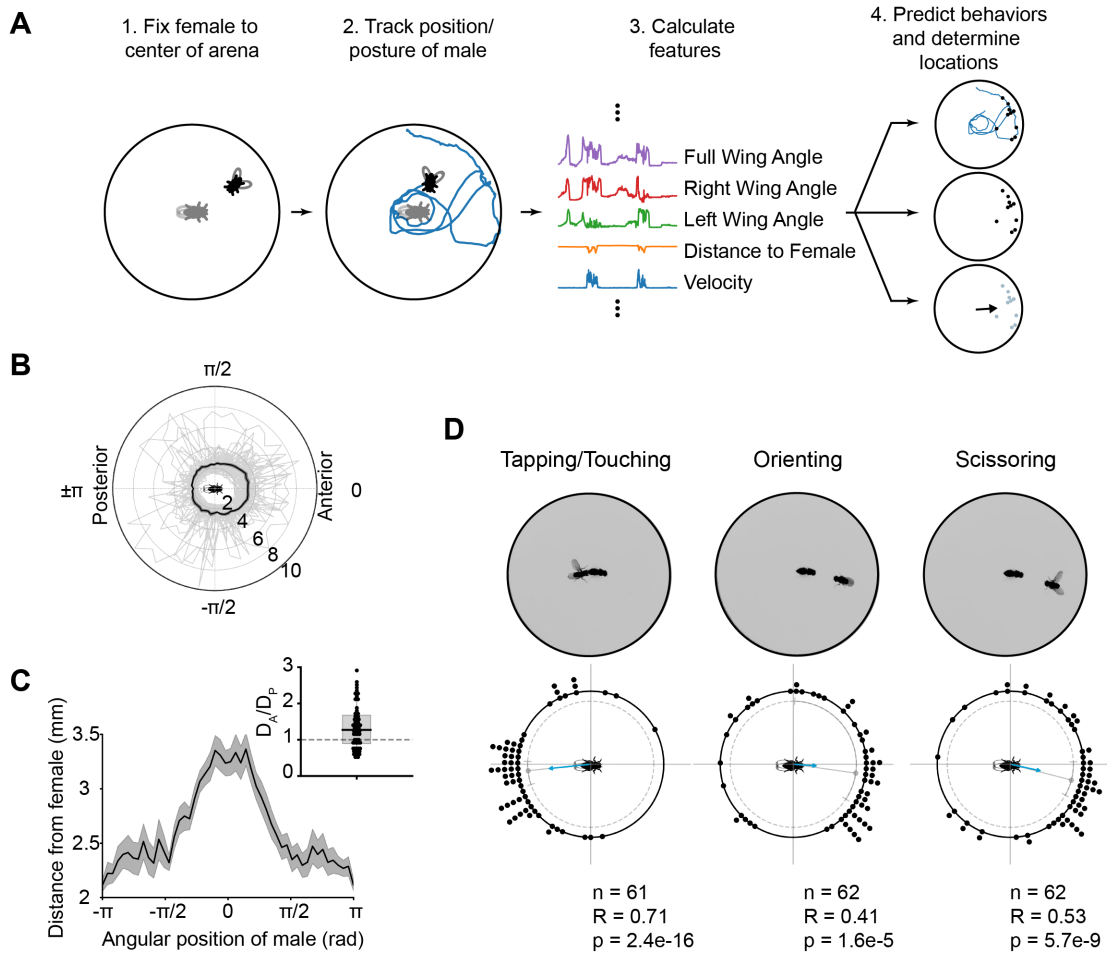 A
1. Fix female to
center of arena
2. Track position/
posture of male
3. Calculate
features
4. Predict behaviors
and determine
locations
Full Wing Angle
Right Wing Angle
Left Wing Angle
Distance to Female
Velocity
B
π/2
±π
Posterior
Anterior
0
2
4
6
8
10
-π/2
C
Distance from female (mm)
3.5
3
2.5
2
-π
-π/2
0
π/2
π
Angular position of male (rad)
D_A/D_P
3
2
1
0
D
Tapping/Touching
Orienting
Scissoring
n = 61
R = 0.71
p = 2.4e-16
n = 62
R = 0.41
p = 1.6e-5
n = 62
R = 0.53
p = 5.7e-9